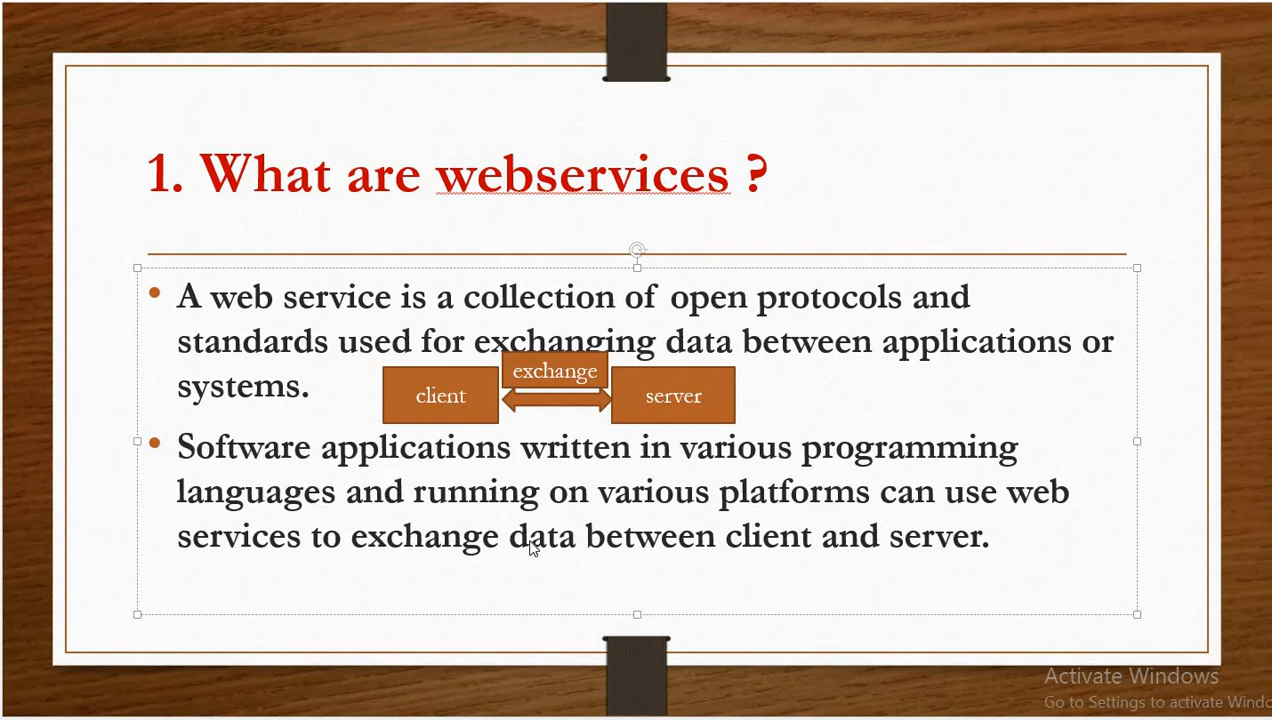 1. What are webservices ?
• A web service is a collection of open protocols and
standards used for exchanging data between applications or
systems.
exchange
client
server
• Software applications written in various programming
languages and running on various platforms can use web
services to exchange data between client and server.
Activate Windows
Go to Settings to activate Windo